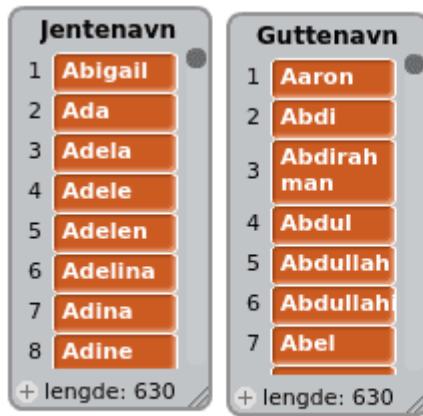 Jentenavn
1 Abigail
2 Ada
3 Adela
4 Adele
5 Adelen
6 Adelina
7 Adina
8 Adine
+ lengde: 630
Guttenavn
1 Aaron
2 Abdi
3 Abdirah
man
4 Abdul
5 Abdullah
6 Abdullahi
7 Abel
+ lengde: 630